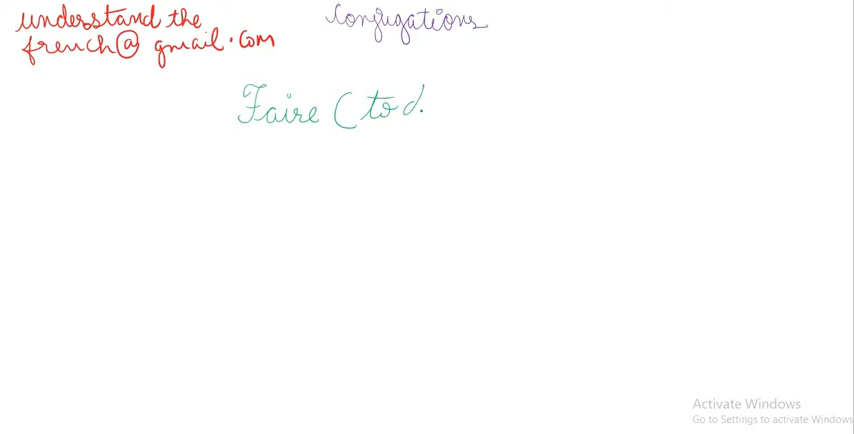 understand the
french@gmail.com
Conjugations
Faire ( to d
Activate Windows
Go to Settings to activate Windows